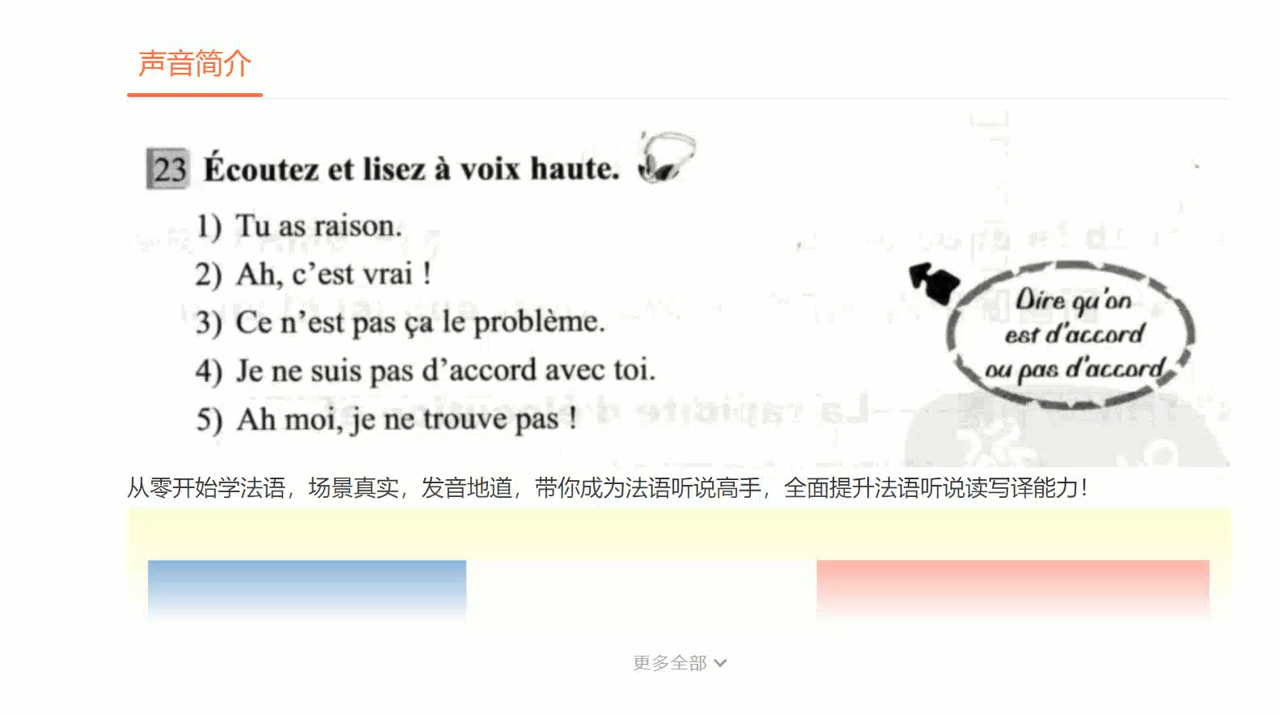 声音简介
23 Écoutez et lisez à voix haute.
1) Tu as raison.
2) Ah, c'est vrai !
3) Ce n'est pas ça le problème.
4) Je ne suis pas d'accord avec toi.
5) Ah moi, je ne trouve pas !
Dire qu'on
est d'accord
ou pas d'accord
从零开始学法语，场景真实，发音地道，带你成为法语听说高手，全面提升法语听说读写译能力！
更多全部